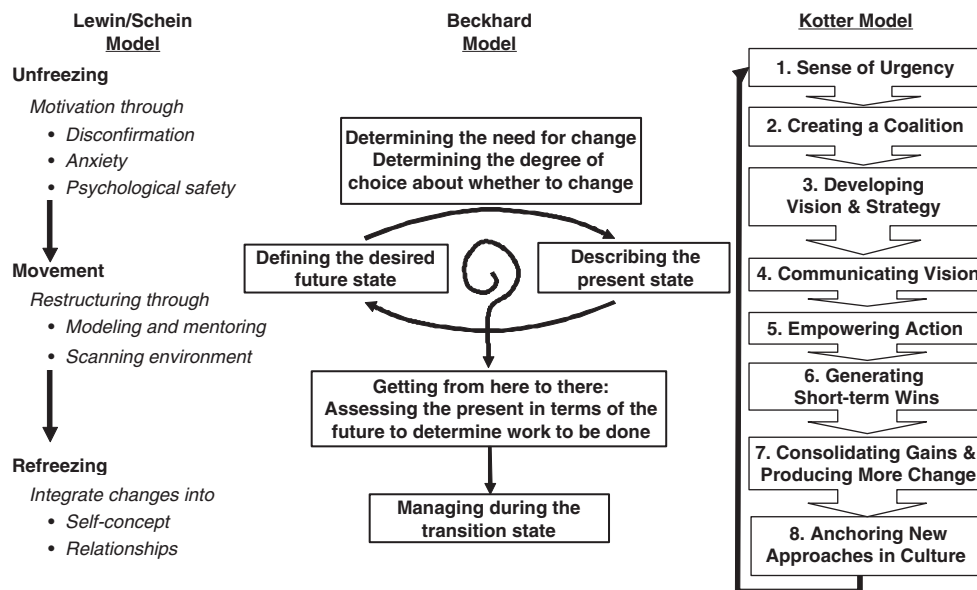 Lewin/Schein
Model
Unfreezing
Motivation through
• Disconfirmation
• Anxiety
• Psychological safety
Movement
Restructuring through
• Modeling and mentoring
• Scanning environment
Refreezing
Integrate changes into
• Self-concept
• Relationships
Beckhard
Model
Determining the need for change
Determining the degree of
choice about whether to change
Defining the desired
future state
Describing the
present state
Getting from here to there:
Assessing the present in terms of the
future to determine work to be done
Managing during the
transition state
Kotter Model
1. Sense of Urgency
2. Creating a Coalition
3. Developing
Vision & Strategy
4. Communicating Vision
5. Empowering Action
6. Generating
Short-term Wins
7. Consolidating Gains &
Producing More Change
8. Anchoring New
Approaches in Culture